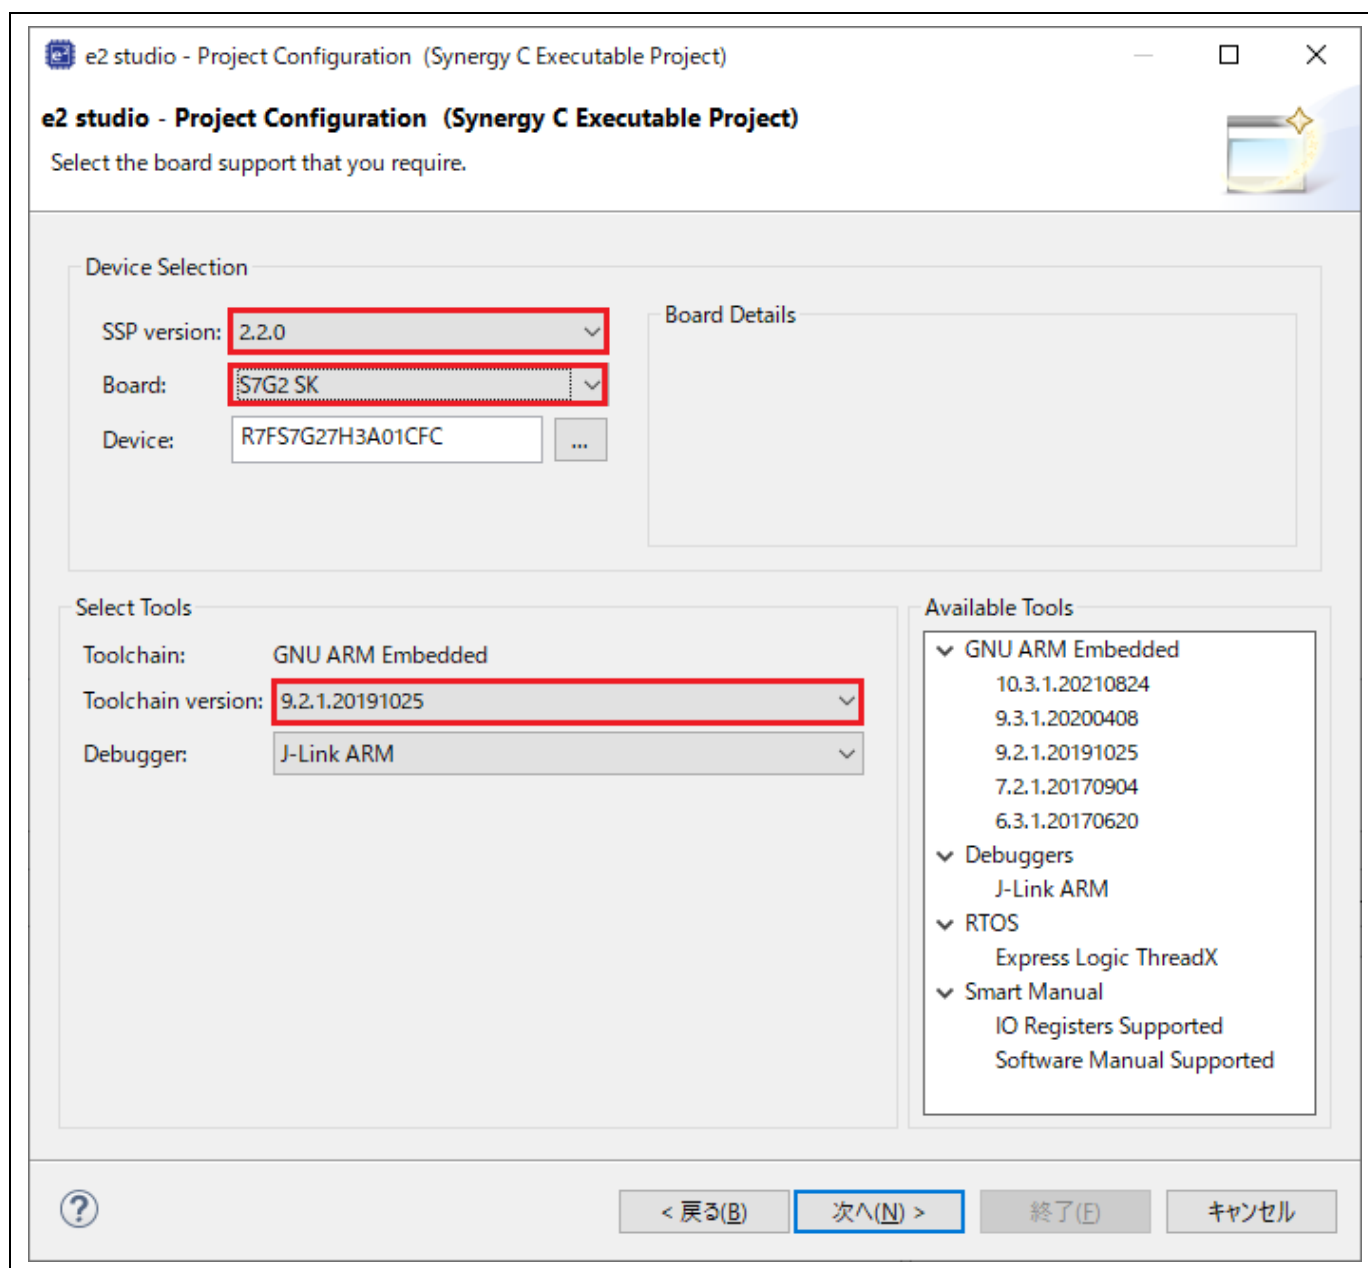 e2 studio - Project Configuration (Synergy C Executable Project)
e2 studio - Project Configuration (Synergy C Executable Project)
Select the board support that you require.
Device Selection
SSP version: 2.2.0
Board: S7G2 SK
Device: R7FS7G27H3A01CFC ...
Board Details
Select Tools
Toolchain: GNU ARM Embedded
Toolchain version: 9.2.1.20191025
Debugger: J-Link ARM
Available Tools
GNU ARM Embedded
10.3.1.20210824
9.3.1.20200408
9.2.1.20191025
7.2.1.20170904
6.3.1.20170620
Debuggers
J-Link ARM
RTOS
Express Logic ThreadX
Smart Manual
IO Registers Supported
Software Manual Supported
? < 戻る(B) 次へ(N) > 終了(F) キャンセル